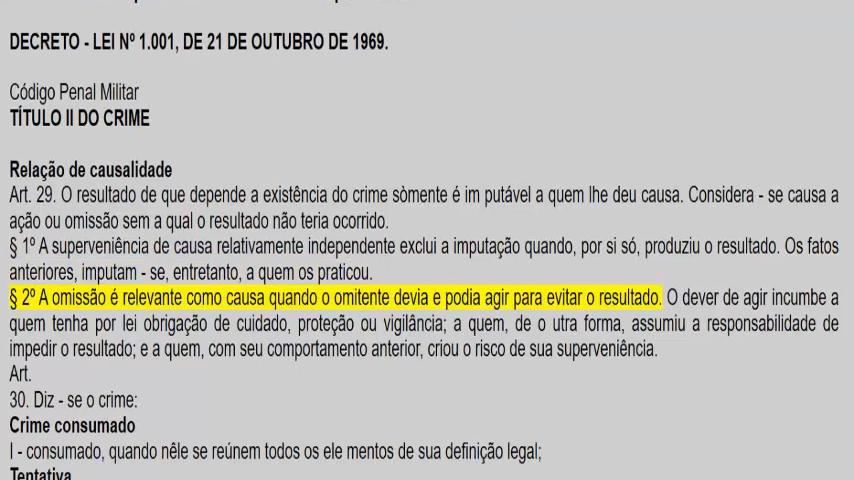 DECRETO - LEI Nº 1.001, DE 21 DE OUTUBRO DE 1969.
Código Penal Militar
TÍTULO II DO CRIME
Relação de causalidade
Art. 29. O resultado de que depende a existência do crime sòmente é im putável a quem lhe deu causa. Considera - se causa a
ação ou omissão sem a qual o resultado não teria ocorrido.
§ 1º A superveniência de causa relativamente independente exclui a imputação quando, por si só, produziu o resultado. Os fatos
anteriores, imputam - se, entretanto, a quem os praticou.
§ 2º A omissão é relevante como causa quando o omitente devia e podia agir para evitar o resultado. O dever de agir incumbe a
quem tenha por lei obrigação de cuidado, proteção ou vigilância; a quem, de o utra forma, assumiu a responsabilidade de
impedir o resultado; e a quem, com seu comportamento anterior, criou o risco de sua superveniência.
Art.
30. Diz - se o crime:
Crime consumado
I - consumado, quando nêle se reúnem todos os ele mentos de sua definição legal;
Tentativa